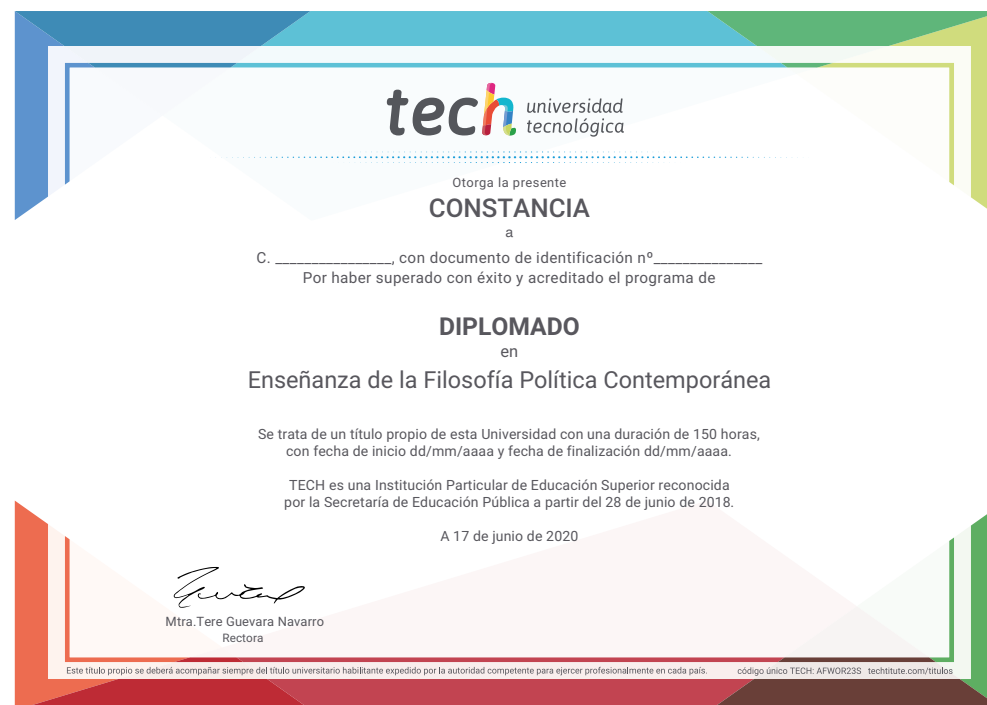 tech universidad
tecnológica
Otorga la presente
CONSTANCIA
a
C. ________________, con documento de identificación nº_______________
Por haber superado con éxito y acreditado el programa de
DIPLOMADO
en
Enseñanza de la Filosofía Política Contemporánea
Se trata de un título propio de esta Universidad con una duración de 150 horas,
con fecha de inicio dd/mm/aaaa y fecha de finalización dd/mm/aaaa.
TECH es una Institución Particular de Educación Superior reconocida
por la Secretaría de Educación Pública a partir del 28 de junio de 2018.
A 17 de junio de 2020
Mtra.Tere Guevara Navarro
Rectora
Este título propio se deberá acompañar siempre del título universitario habilitante expedido por la autoridad competente para ejercer profesionalmente en cada país. código único TECH: AFWOR23S techtitute.com/titulos